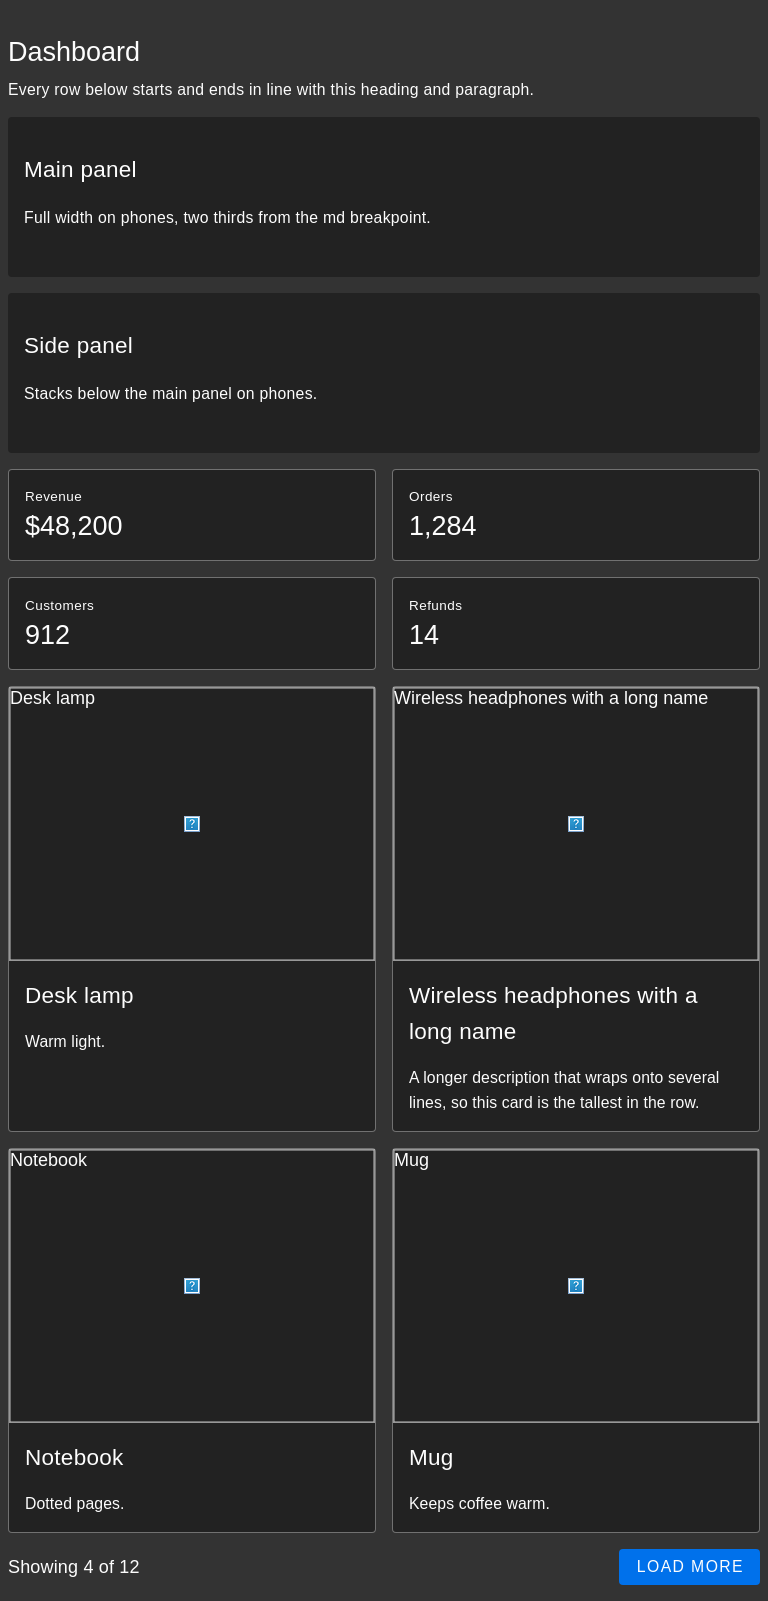 Dashboard
Every row below starts and ends in line with this heading and paragraph.
Main panel
Full width on phones, two thirds from the md breakpoint.
Side panel
Stacks below the main panel on phones.
Revenue
$48,200
Orders
1,284
Customers
912
Refunds
14
Desk lamp
?
Desk lamp
Warm light.
Wireless headphones with a long name
?
Wireless headphones with a
long name
A longer description that wraps onto several
lines, so this card is the tallest in the row.
Notebook
?
Notebook
Dotted pages.
Mug
?
Mug
Keeps coffee warm.
Showing 4 of 12
LOAD MORE